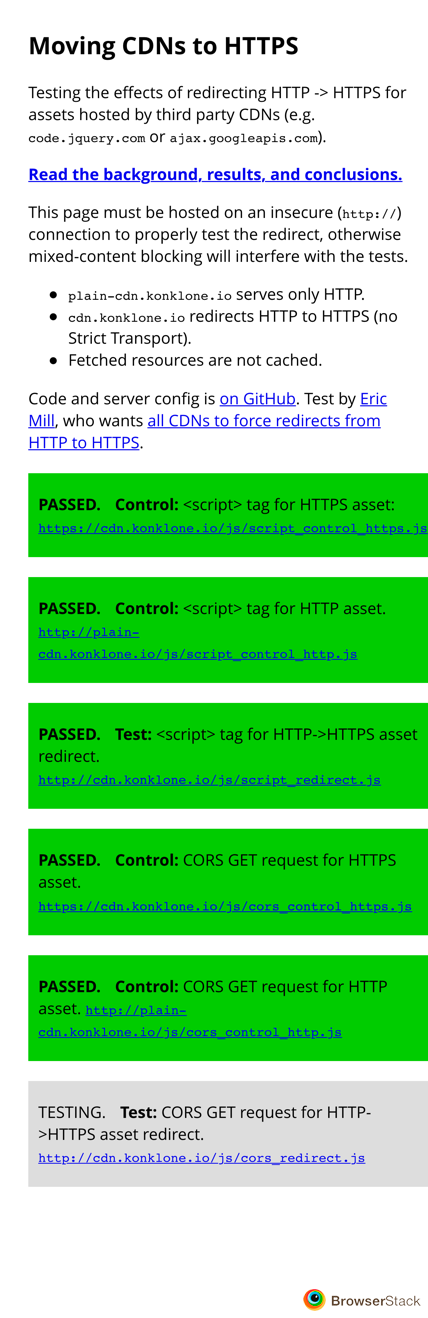 Moving CDNs to HTTPS
Testing the effects of redirecting HTTP -> HTTPS for
assets hosted by third party CDNs (e.g.
code.jquery.com or ajax.googleapis.com).
Read the background, results, and conclusions.
This page must be hosted on an insecure (http://)
connection to properly test the redirect, otherwise
mixed-content blocking will interfere with the tests.
● plain-cdn.konklone.io serves only HTTP.
● cdn.konklone.io redirects HTTP to HTTPS (no
Strict Transport).
● Fetched resources are not cached.
Code and server config is on GitHub. Test by Eric
Mill, who wants all CDNs to force redirects from
HTTP to HTTPS.
PASSED. Control: <script> tag for HTTPS asset:
https://cdn.konklone.io/js/script_control_https.js
PASSED. Control: <script> tag for HTTP asset.
http://plain-
cdn.konklone.io/js/script_control_http.js
PASSED. Test: <script> tag for HTTP->HTTPS asset
redirect.
http://cdn.konklone.io/js/script_redirect.js
PASSED. Control: CORS GET request for HTTPS
asset.
https://cdn.konklone.io/js/cors_control_https.js
PASSED. Control: CORS GET request for HTTP
asset. http://plain-
cdn.konklone.io/js/cors_control_http.js
TESTING. Test: CORS GET request for HTTP-
>HTTPS asset redirect.
http://cdn.konklone.io/js/cors_redirect.js
BrowserStack